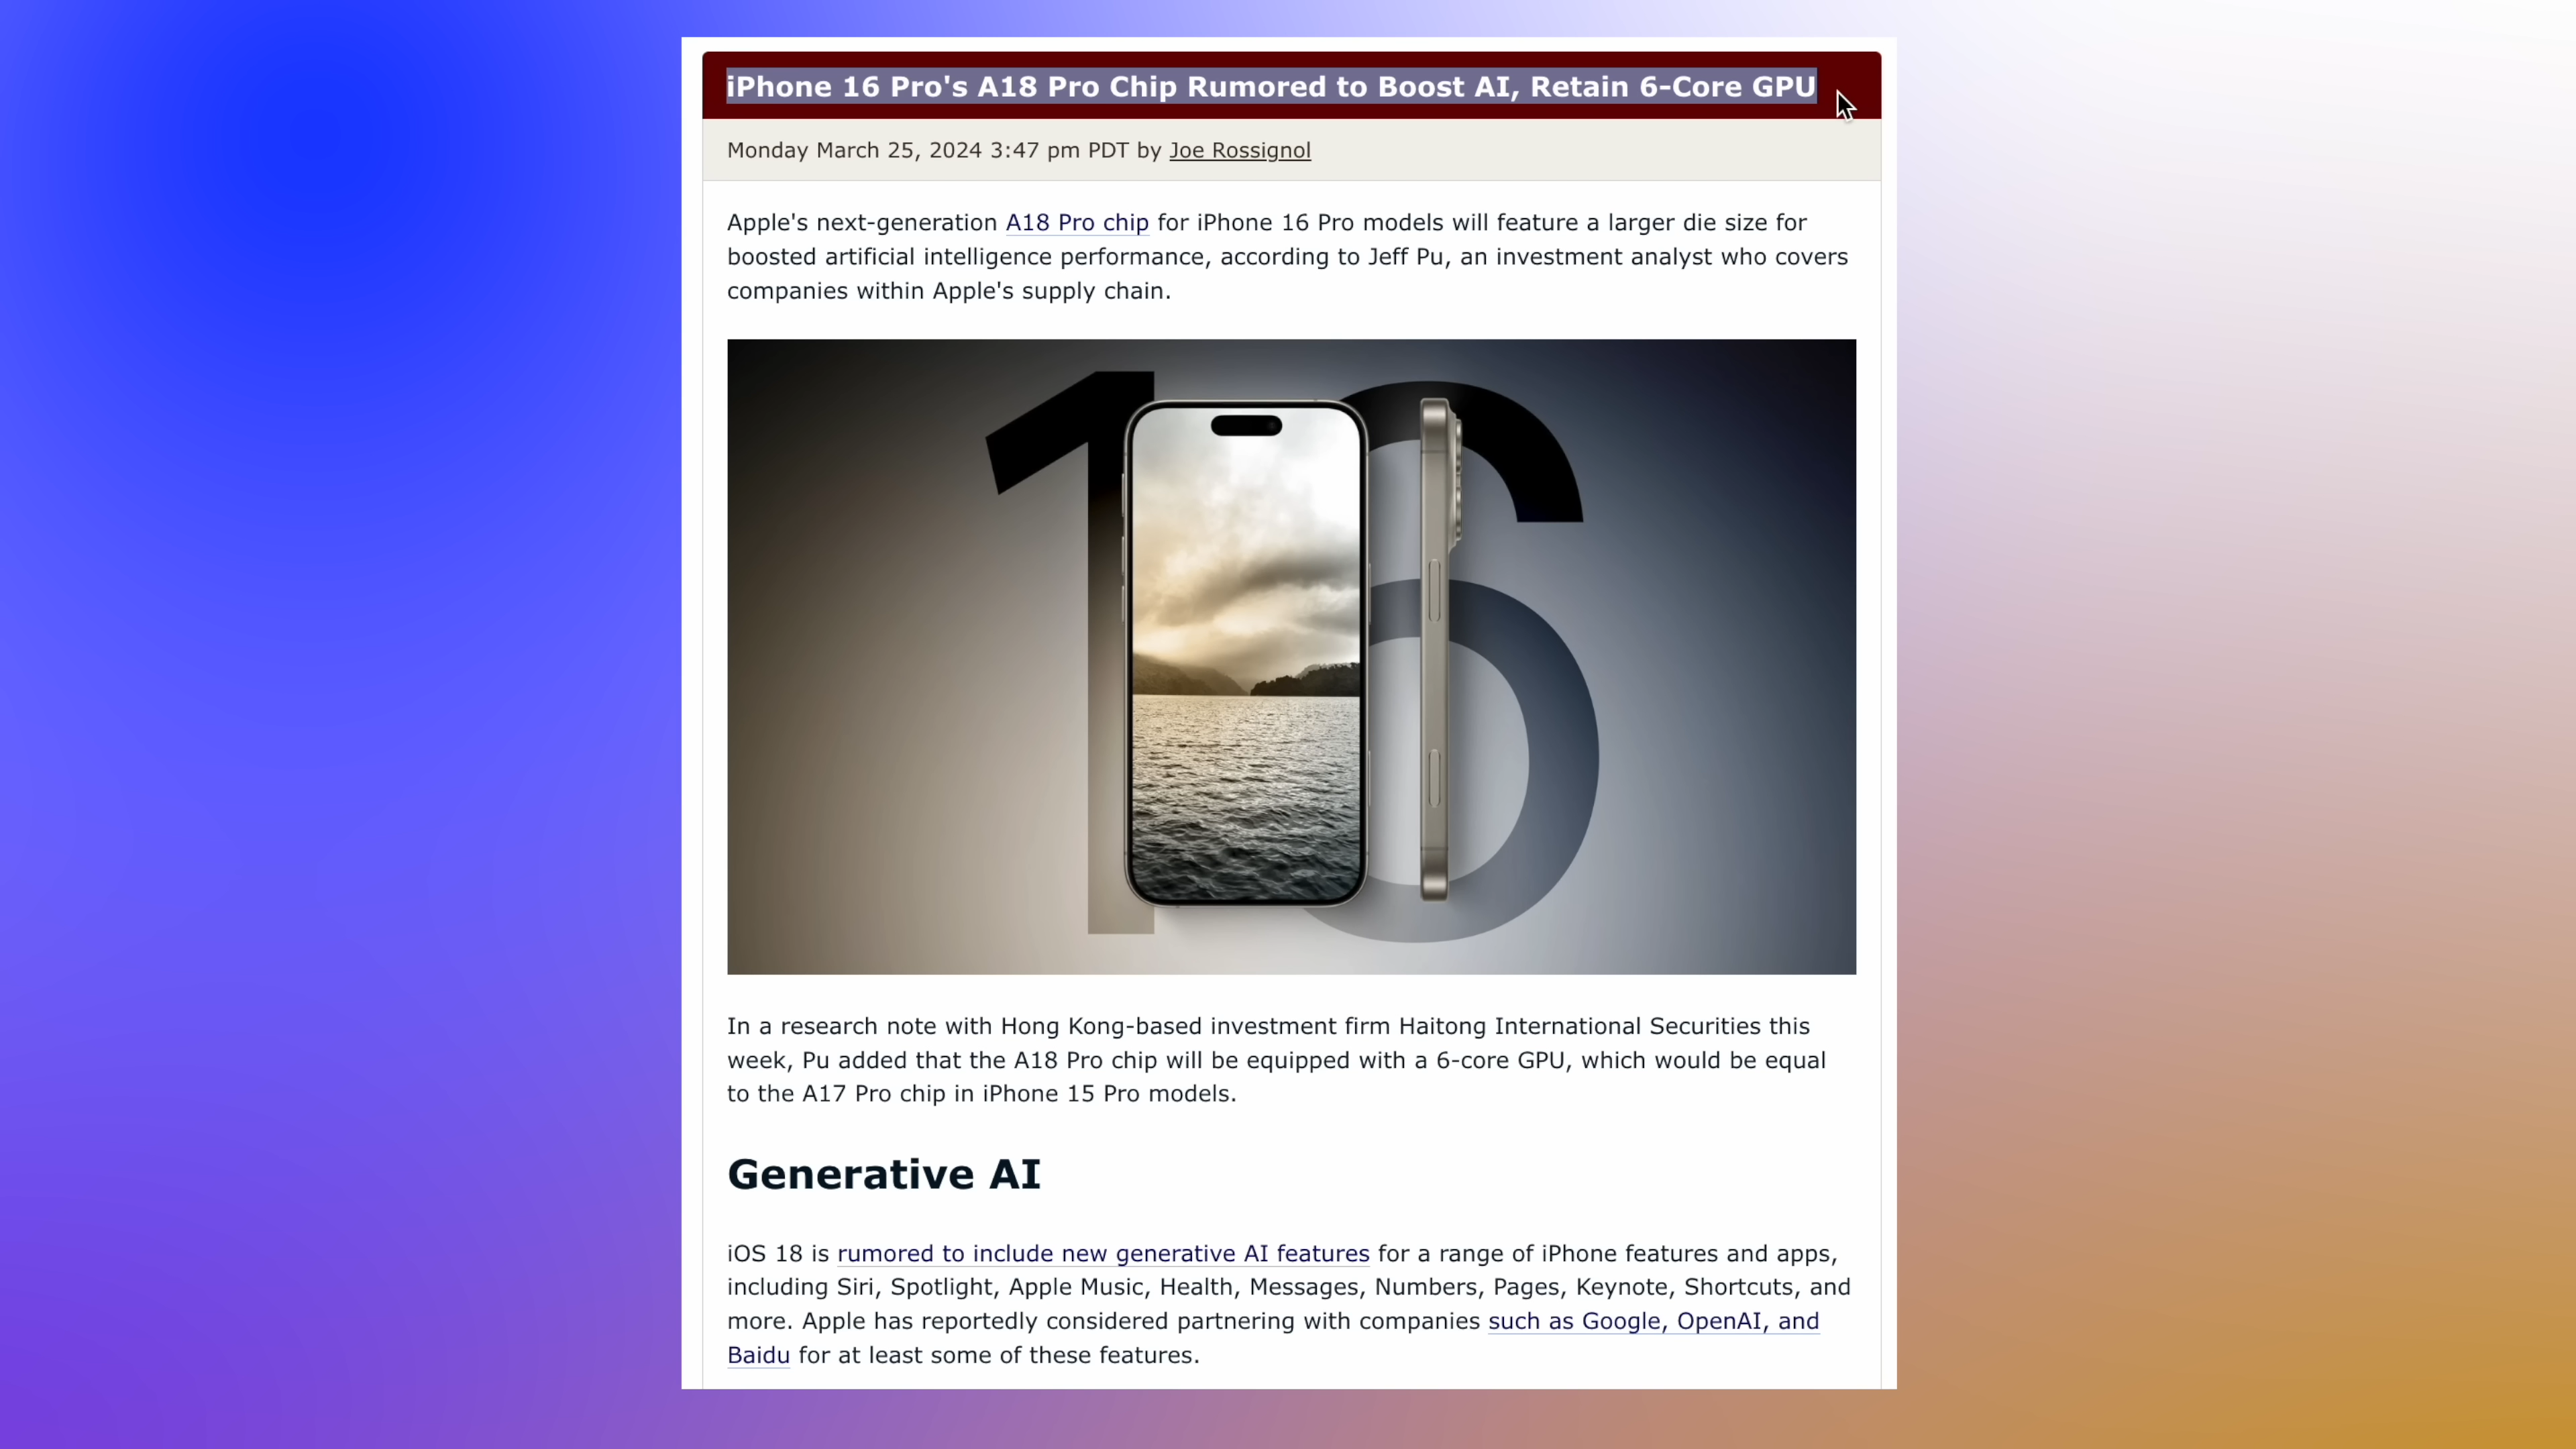 iPhone 16 Pro's A18 Pro Chip Rumored to Boost AI, Retain 6-Core GPU
Monday March 25, 2024 3:47 pm PDT by Joe Rossignol
Apple's next-generation A18 Pro chip for iPhone 16 Pro models will feature a larger die size for
boosted artificial intelligence performance, according to Jeff Pu, an investment analyst who covers
companies within Apple's supply chain.
16
In a research note with Hong Kong-based investment firm Haitong International Securities this
week, Pu added that the A18 Pro chip will be equipped with a 6-core GPU, which would be equal
to the A17 Pro chip in iPhone 15 Pro models.
Generative AI
iOS 18 is rumored to include new generative AI features for a range of iPhone features and apps,
including Siri, Spotlight, Apple Music, Health, Messages, Numbers, Pages, Keynote, Shortcuts, and
more. Apple has reportedly considered partnering with companies such as Google, OpenAI, and
Baidu for at least some of these features.